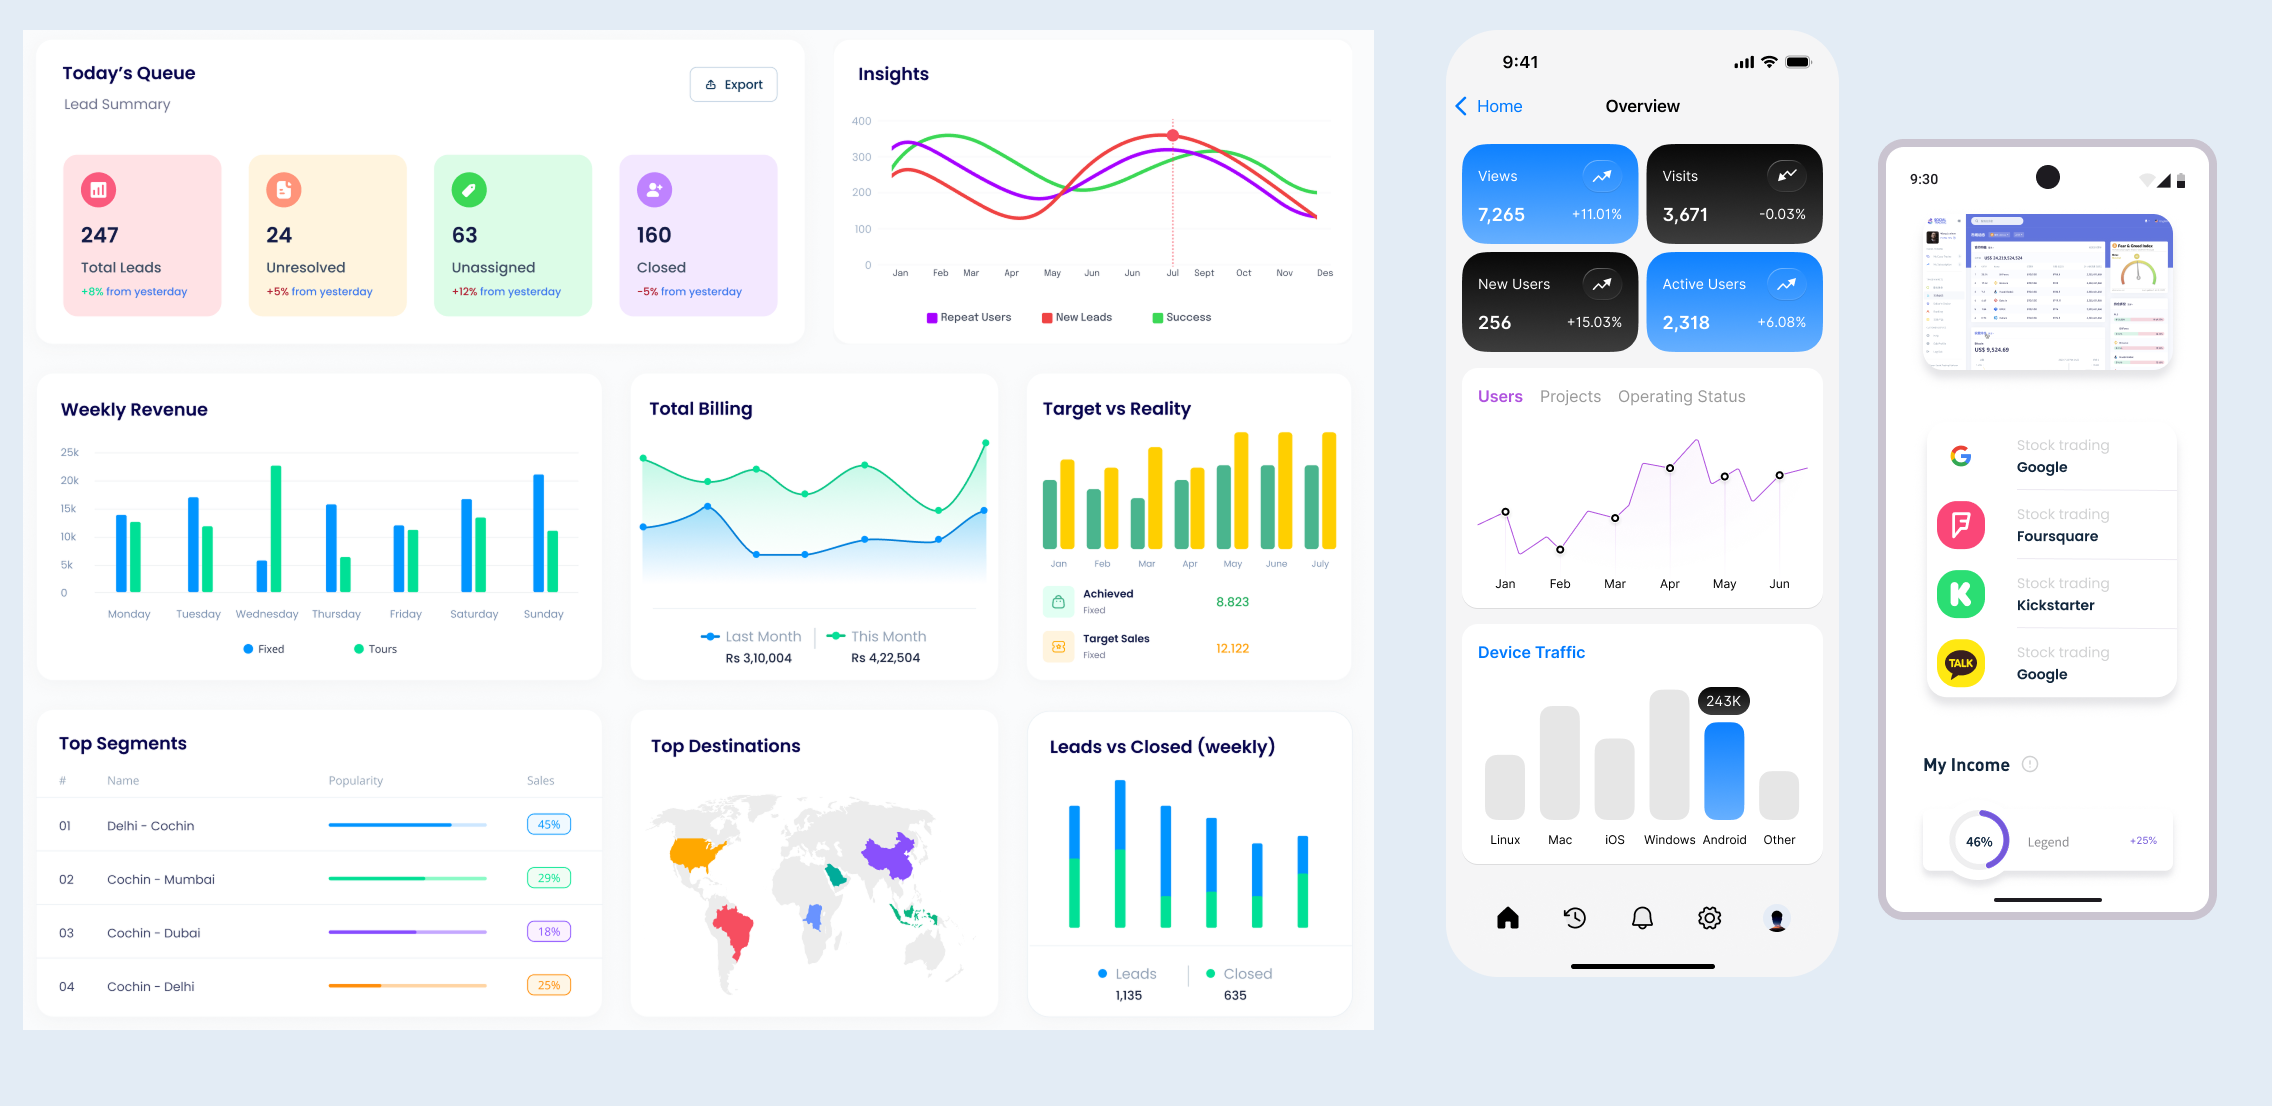 Today's Queue
Lead Summary
Export
247
Total Leads
+8% from yesterday
24
Unresolved
+5% from yesterday
63
Unassigned
+12% from yesterday
160
Closed
-5% from yesterday
Insights
400
300
200
100
0
Jan Feb Mar Apr May Jun Jun Jul Sept Oct Nov Des
Repeat Users New Leads Success
Weekly Revenue
25k
20k
15k
10k
5k
0
Monday Tuesday Wednesday Thursday Friday Saturday Sunday
Fixed Tours
Total Billing
Last Month This Month
Rs 3,10,004 Rs 4,22,504
Target vs Reality
Jan Feb Mar Apr May June July
Achieved
Fixed
8.823
Target Sales
Fixed
12.122
Top Segments
# Name Popularity Sales
01 Delhi - Cochin 45%
02 Cochin - Mumbai 29%
03 Cochin - Dubai 18%
04 Cochin - Delhi 25%
Top Destinations
Leads vs Closed (weekly)
Leads Closed
1,135 635
9:41
Home Overview
Views
7,265 +11.01%
Visits
3,671 -0.03%
New Users
256 +15.03%
Active Users
2,318 +6.08%
Users Projects Operating Status
Jan Feb Mar Apr May Jun
Device Traffic
243K
Linux Mac iOS Windows Android Other
9:30
Fear & Greed Index
US$ 9,524.69
Stock trading
Google
Stock trading
Foursquare
Stock trading
Kickstarter
TALK
Stock trading
Google
My Income
46% Legend +25%